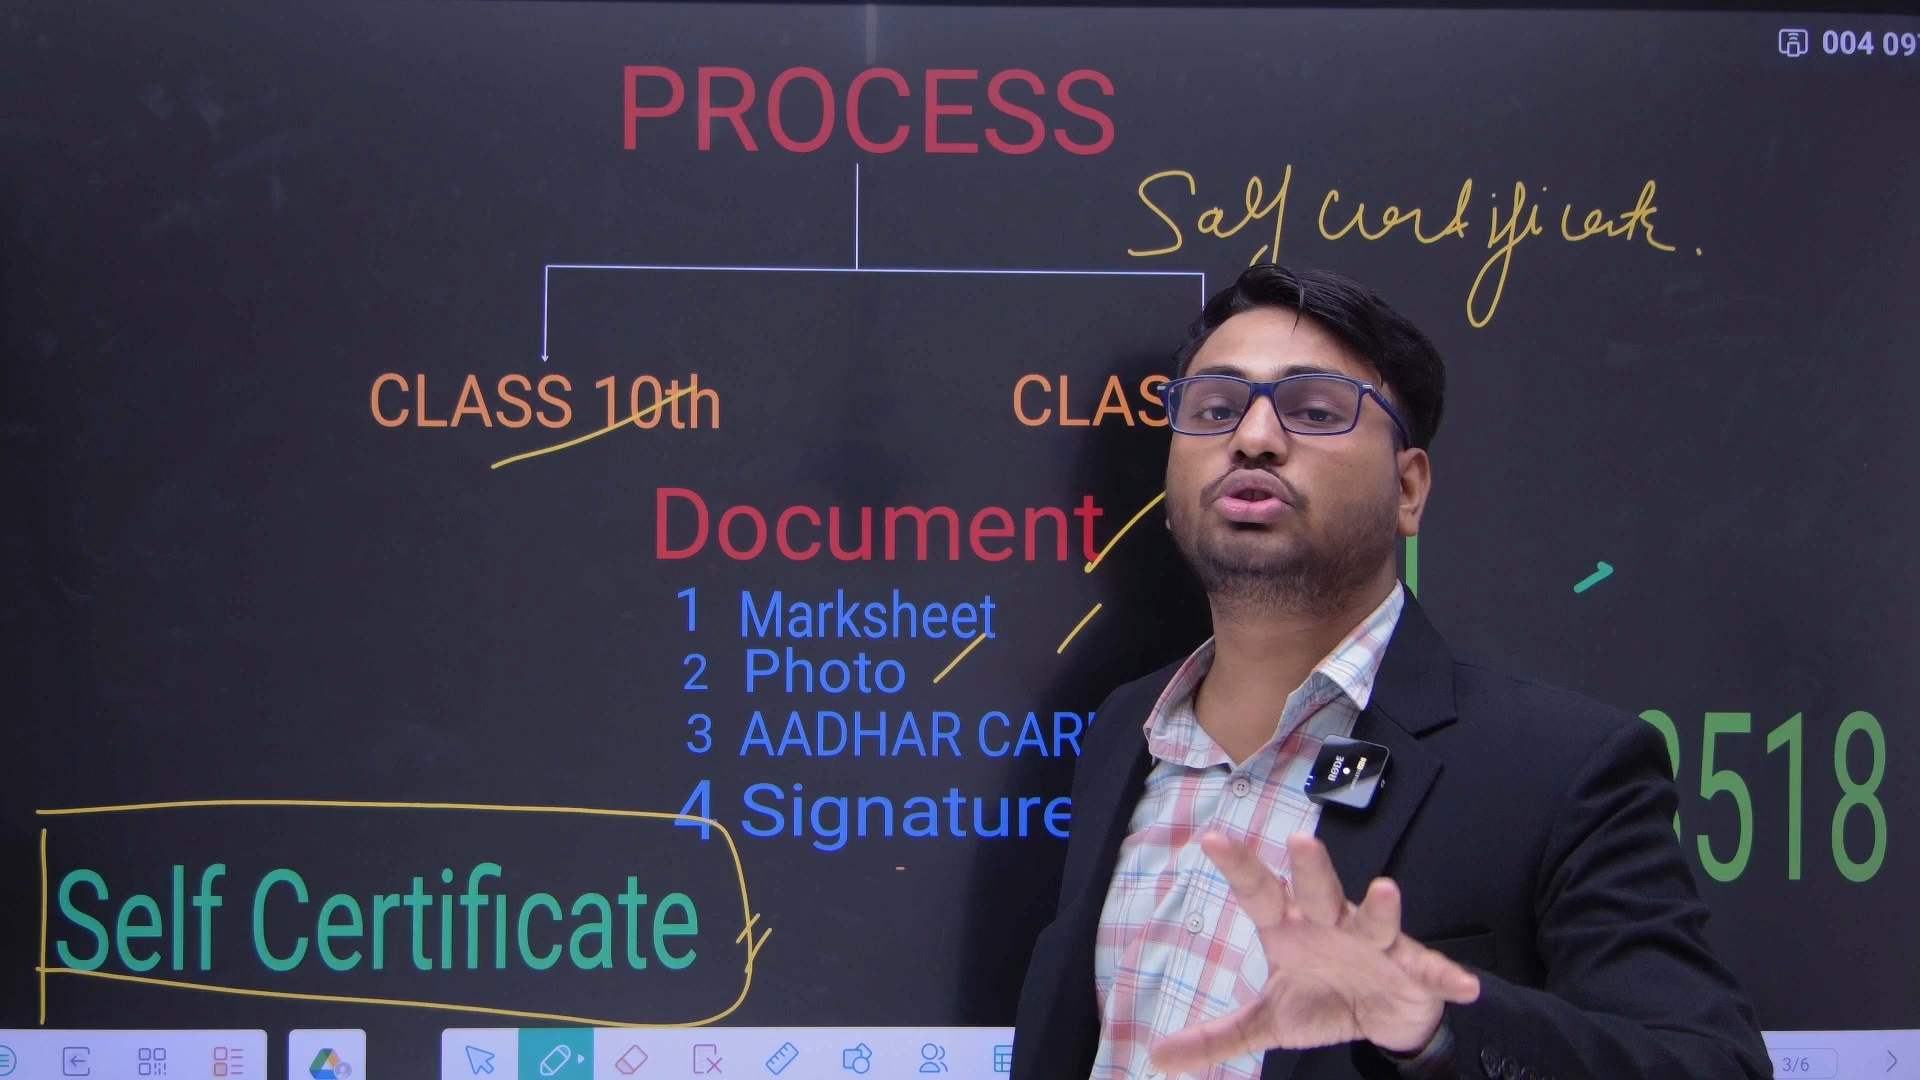 004 09
PROCESS
Self certificate.
CLASS 10th
CLAS
Document
1 Marksheet
2 Photo
3 AADHAR CAR
4 Signature
518
Self Certificate
RØDE
3/6